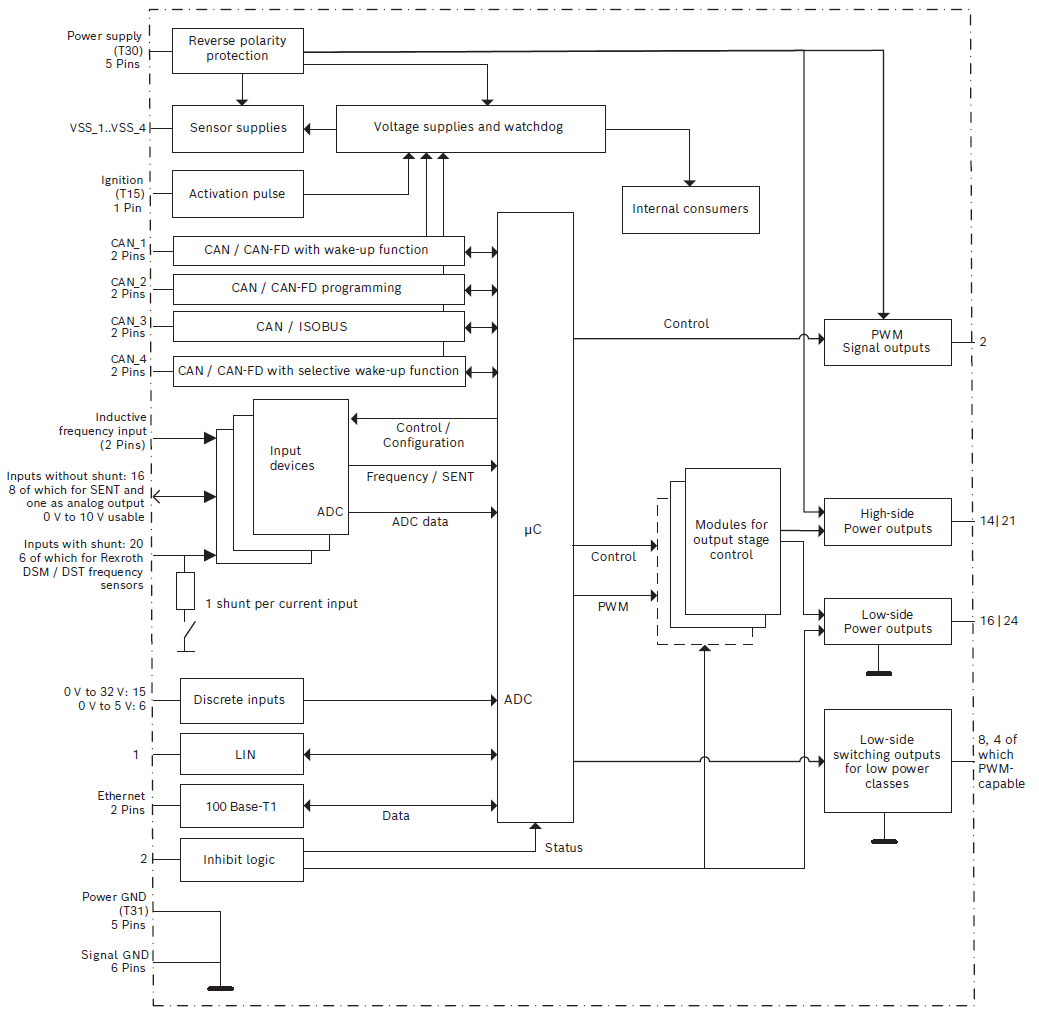 Power supply
(T30)
5 Pins
Reverse polarity
protection
VSS_1..VSS_4
Sensor supplies
Voltage supplies and watchdog
Ignition
(T15)
1 Pin
Activation pulse
Internal consumers
CAN_1
2 Pins
CAN / CAN-FD with wake-up function
CAN_2
2 Pins
CAN / CAN-FD programming
CAN_3
2 Pins
CAN / ISOBUS
CAN_4
2 Pins
CAN / CAN-FD with selective wake-up function
Control
PWM
Signal outputs
2
Inductive
frequency input
(2 Pins)
Inputs without shunt: 16
8 of which for SENT and
one as analog output
0 V to 10 V usable
Inputs with shunt: 20
6 of which for Rexroth
DSM / DST frequency
sensors
Input
devices
ADC
Control /
Configuration
Frequency / SENT
ADC data
1 shunt per current input
µC
Control
PWM
Modules for
output stage
control
High-side
Power outputs
14|21
Low-side
Power outputs
16|24
0 V to 32 V: 15
0 V to 5 V: 6
Discrete inputs
ADC
1
LIN
Low-side
switching outputs
for low power
classes
8, 4 of
which
PWM-
capable
Ethernet
2 Pins
100 Base-T1
Data
2
Inhibit logic
Status
Power GND
(T31)
5 Pins
Signal GND
6 Pins